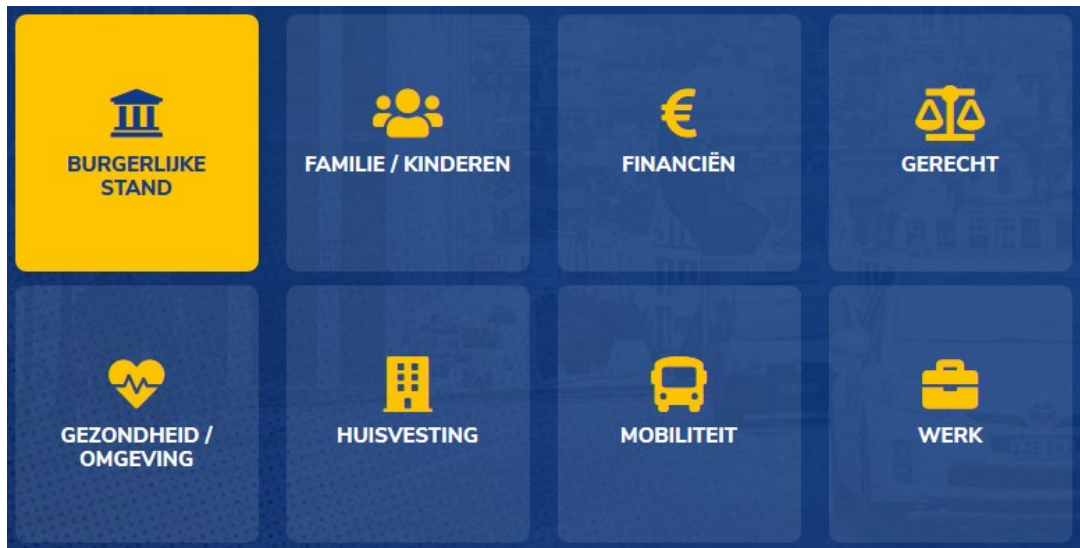 BURGERLIJKE
STAND
FAMILIE / KINDEREN
FINANCIËN
GERECHT
GEZONDHEID /
OMGEVING
HUISVESTING
MOBILITEIT
WERK